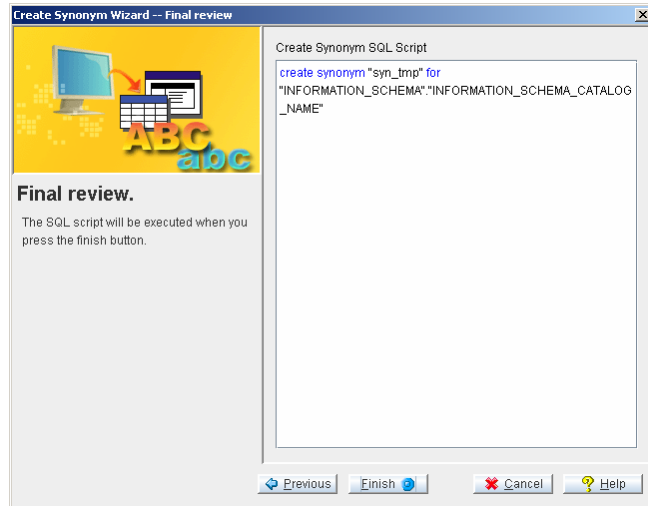 Create Synonym Wizard -- Final review
ABC
abc
Final review.
The SQL script will be executed when you
press the finish button.
Create Synonym SQL Script
create synonym "syn_tmp" for
"INFORMATION_SCHEMA"."INFORMATION_SCHEMA_CATALOG
_NAME"
Previous Finish Cancel Help